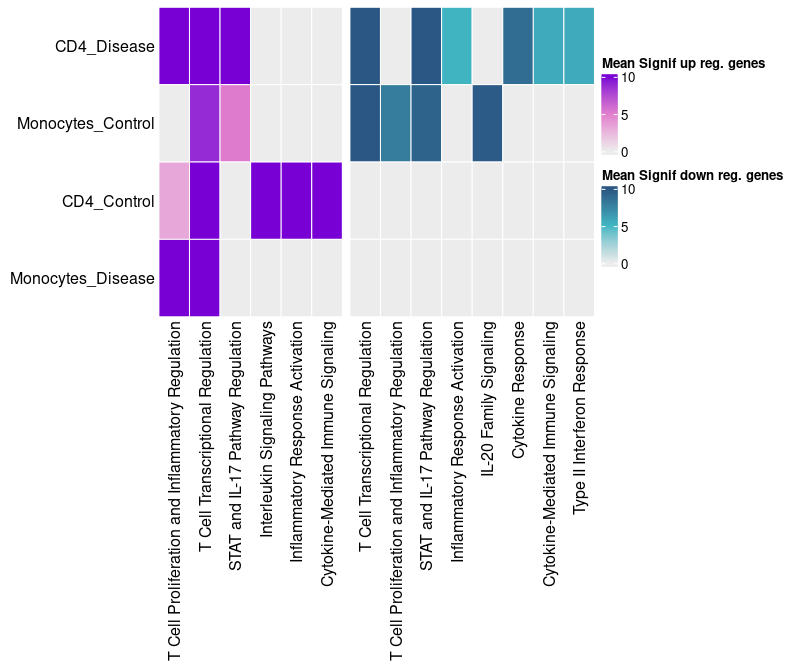 CD4_Disease
Monocytes_Control
CD4_Control
Monocytes_Disease
T Cell Proliferation and Inflammatory Regulation
T Cell Transcriptional Regulation
STAT and IL-17 Pathway Regulation
Interleukin Signaling Pathways
Inflammatory Response Activation
Cytokine-Mediated Immune Signaling
T Cell Transcriptional Regulation
T Cell Proliferation and Inflammatory Regulation
STAT and IL-17 Pathway Regulation
Inflammatory Response Activation
IL-20 Family Signaling
Cytokine Response
Cytokine-Mediated Immune Signaling
Type II Interferon Response
Mean Signif up reg. genes
10
5
0
Mean Signif down reg. genes
10
5
0